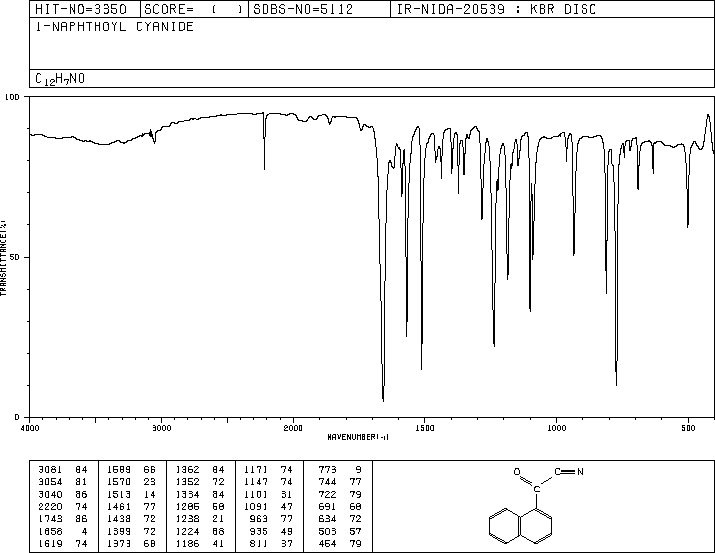 HIT-NO=3350 SCORE= ( ) SDBS-NO=5112 IR-NIDA-20539 : KBR DISC
1-NAPHTHOYL CYANIDE
C12H7NO
100
50
0
TRANSMITTANCE(%)
4000 3000 2000 1500 1000 500
WAVENUMBER(-1)
3081 84 1589 66 1362 84 1171 74 773 9
3054 81 1570 23 1352 72 1147 74 744 77
3040 86 1513 14 1334 84 1101 31 722 79
2220 74 1461 77 1285 60 1091 47 691 68
1743 86 1438 72 1238 21 963 77 634 72
1658 4 1399 72 1224 68 935 49 503 57
1619 74 1373 68 1186 41 811 37 454 79
O C N
C